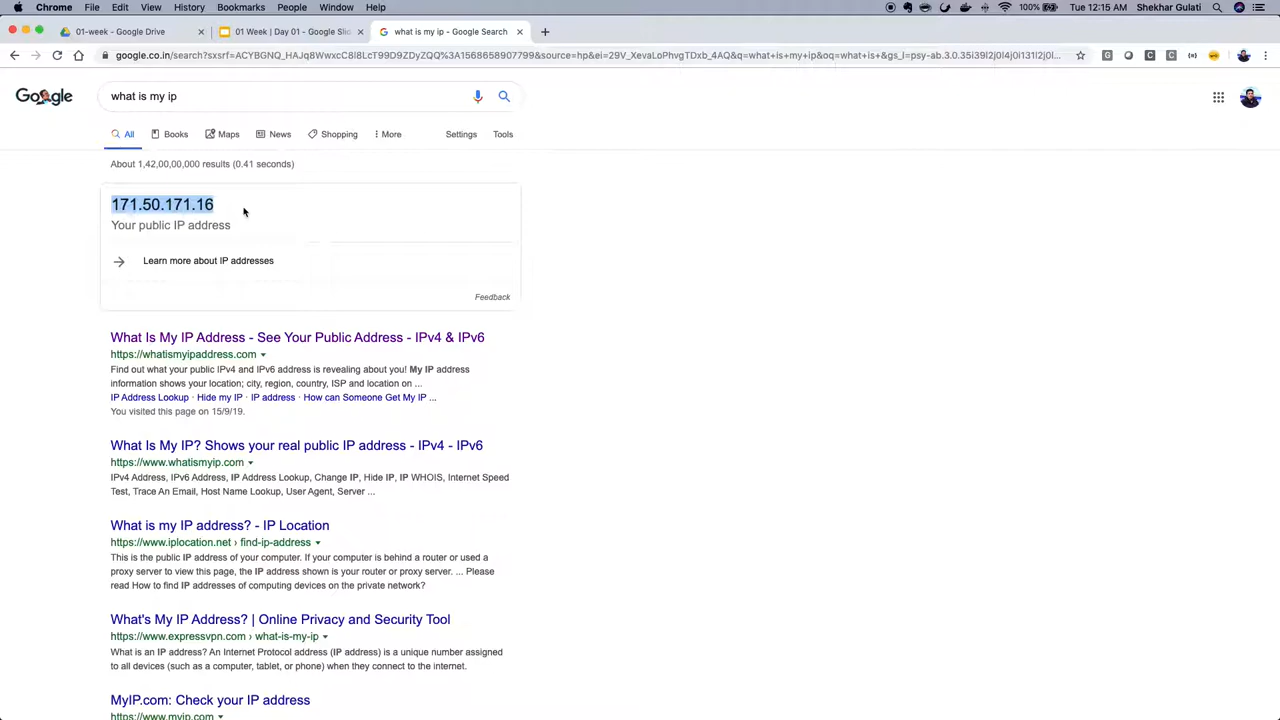 Chrome File Edit View History Bookmarks People Window Help 100% Tue 12:15 AM Shekhar Gulati
01-week - Google Drive 01 Week | Day 01 - Google Slid what is my ip - Google Search
google.co.in/search?sxsrf=ACYBGNQ_HAJq8WwxcC8l8LcT99D9ZDyZQQ%3A1568658907799&source=hp&ei=29V_XevaLoPhvgTDxb_4AQ&q=what+is+my+ip&oq=what+is+&gs_l=psy-ab.3.0.35i39l2j0l4j0i131l2j0l...
Google what is my ip
All Books Maps News Shopping More Settings Tools
About 1,42,00,00,000 results (0.41 seconds)
171.50.171.16
Your public IP address
Learn more about IP addresses
Feedback
What Is My IP Address - See Your Public Address - IPv4 & IPv6
https://whatismyipaddress.com
Find out what your public IPv4 and IPv6 address is revealing about you! My IP address
information shows your location; city, region, country, ISP and location on ...
IP Address Lookup · Hide my IP · IP address · How can Someone Get My IP ...
You visited this page on 15/9/19.
What Is My IP? Shows your real public IP address - IPv4 - IPv6
https://www.whatismyip.com
IPv4 Address, IPv6 Address, IP Address Lookup, Change IP, Hide IP, IP WHOIS, Internet Speed
Test, Trace An Email, Host Name Lookup, User Agent, Server ...
What is my IP address? - IP Location
https://www.iplocation.net › find-ip-address
This is the public IP address of your computer. If your computer is behind a router or used a
proxy server to view this page, the IP address shown is your router or proxy server. ... Please
read How to find IP addresses of computing devices on the private network?
What's My IP Address? | Online Privacy and Security Tool
https://www.expressvpn.com › what-is-my-ip
What is an IP address? An Internet Protocol address (IP address) is a unique number assigned
to all devices (such as a computer, tablet, or phone) when they connect to the internet.
MyIP.com: Check your IP address
https://www.myip.com